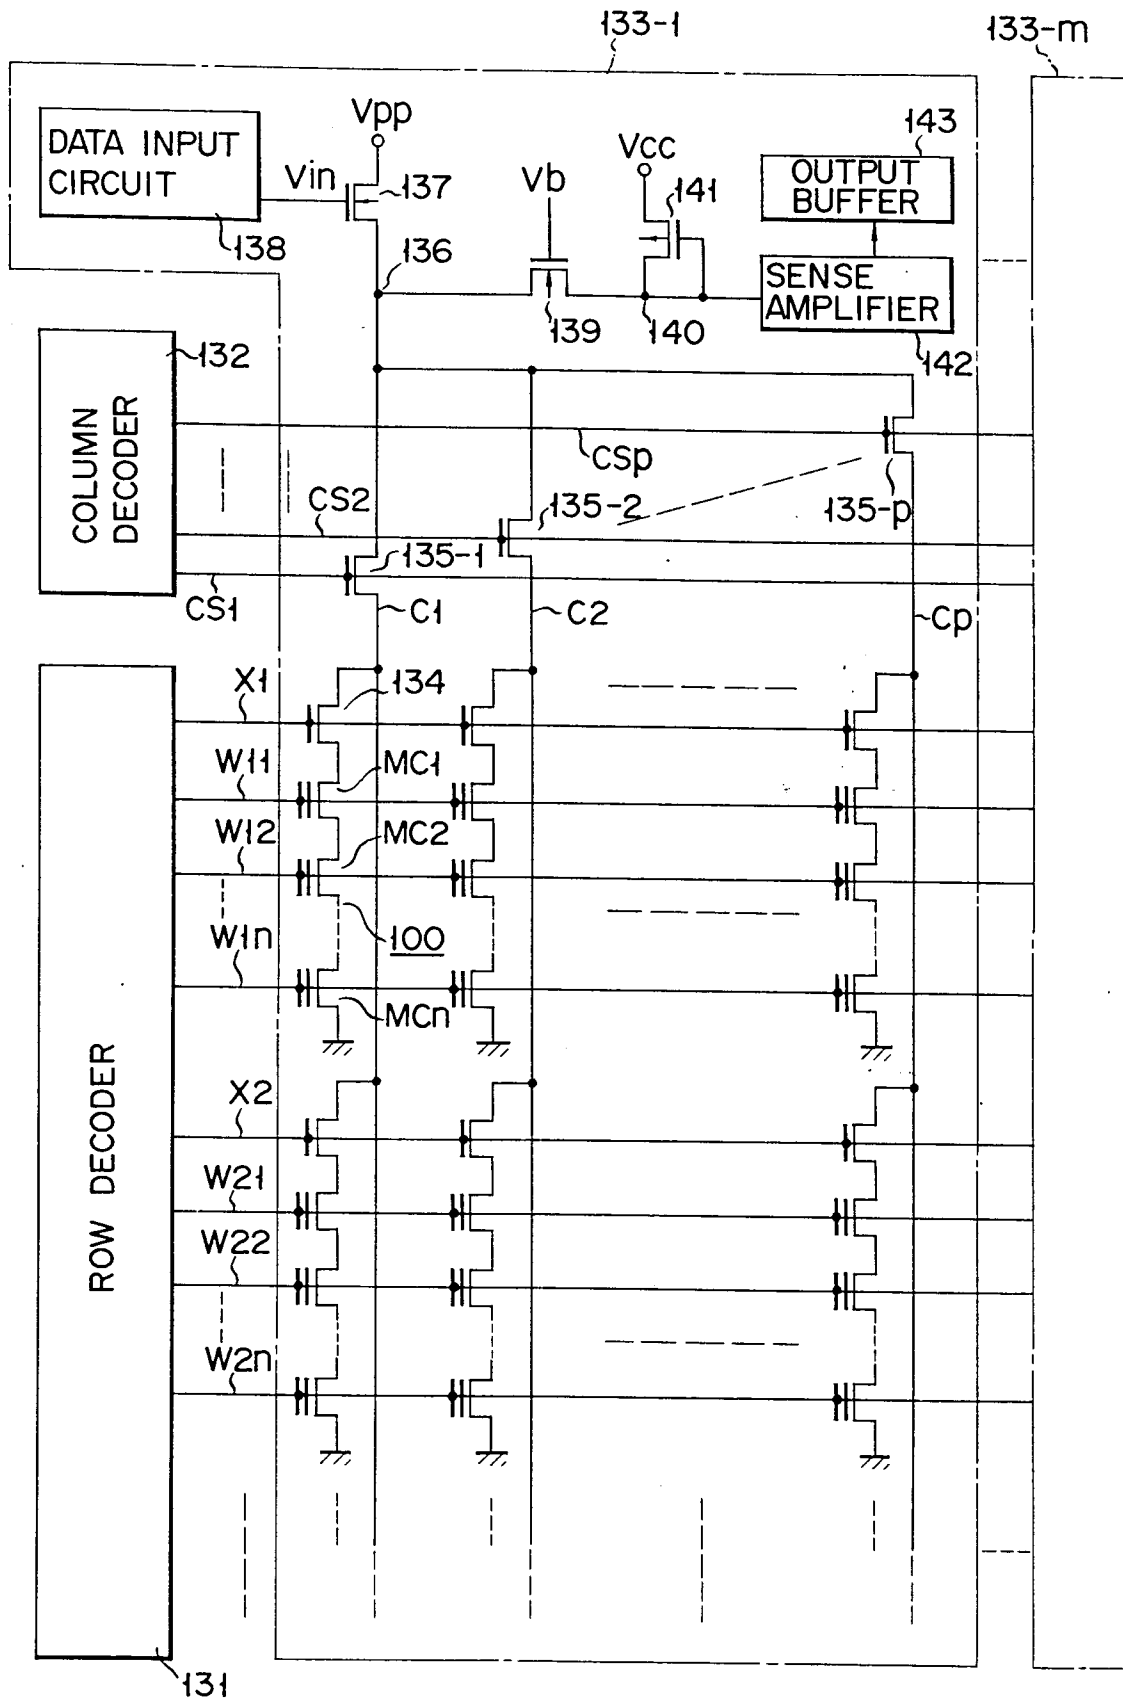 133-1
133-m
DATA INPUT
CIRCUIT
138
Vpp
Vin
137
136
Vb
139
Vcc
141
140
143
OUTPUT
BUFFER
SENSE
AMPLIFIER
142
132
COLUMN
DECODER
CSp
CS2
CS1
135-1
135-2
135-p
C1
C2
Cp
X1
134
W11
MC1
W12
MC2
100
W1n
MCn
ROW DECODER
X2
W21
W22
W2n
131